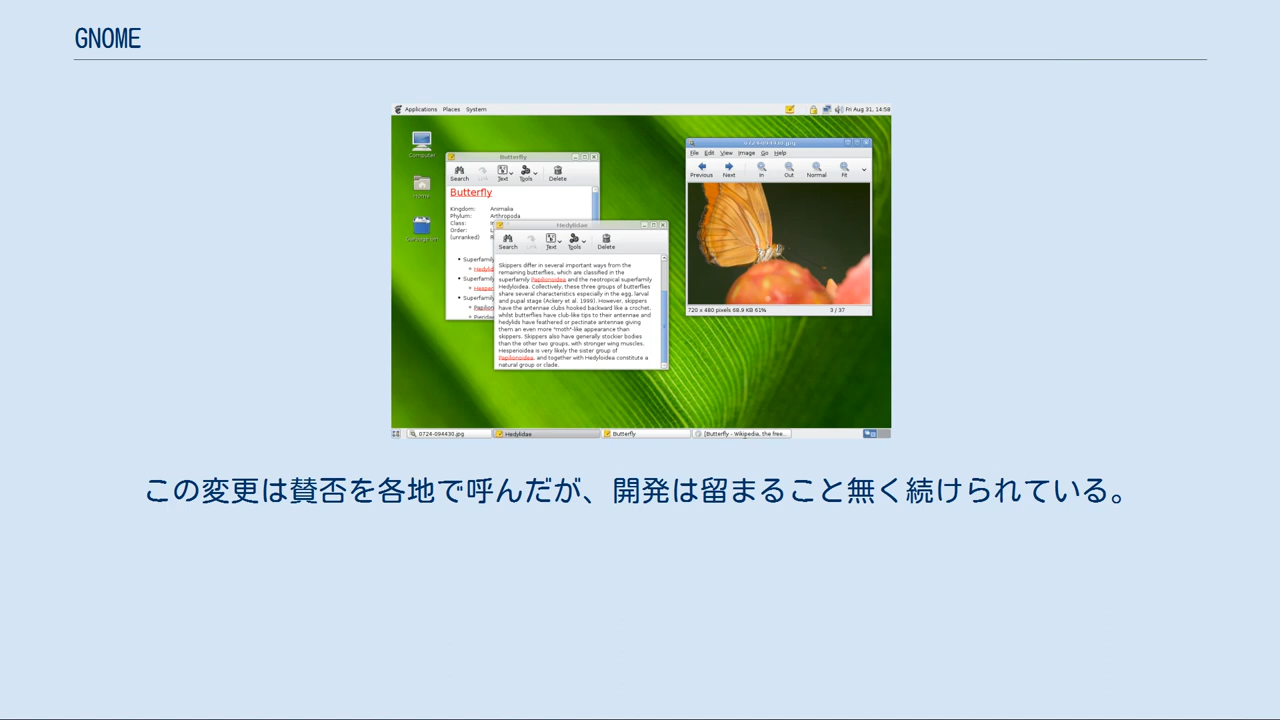 GNOME
Applications Places System
Fri Aug 31, 14:58
Computer
Butterfly
0724-094430.jpg
File Edit View Image Go Help
Search Link Text Tools Delete
Previous Next In Out Normal Fit
Home
Butterfly
Kingdom: Animalia
Phylum: Arthropoda
Class:
Order:
(unranked)
Hedylidae
Search Link Text Tools Delete
Superfamily
Superfamily
Superfamily
Skippers differ in several important ways from the
remaining butterflies, which are classified in the
superfamily Papilionoidea and the neotropical superfamily
Hedyloidea. Collectively, these three groups of butterflies
share several characteristics especially in the egg, larval
and pupal stage (Ackery et al. 1999). However, skippers
have the antennae clubs hooked backward like a crochet,
whilst butterflies have club-like tips to their antennae and
hedylids have feathered or pectinate antennae giving
them an even more "moth"-like appearance than
skippers. Skippers also have generally stockier bodies
than the other two groups, with stronger wing muscles.
Hesperioidea is very likely the sister group of
Papilionoidea, and together with Hedyloidea constitute a
natural group or clade.
720 x 480 pixels 68.9 KB 61% 3 / 37
0724-094430.jpg Hedylidae Butterfly [Butterfly - Wikipedia, the free...
この変更は賛否を各地で呼んだが、開発は留まること無く続けられている。